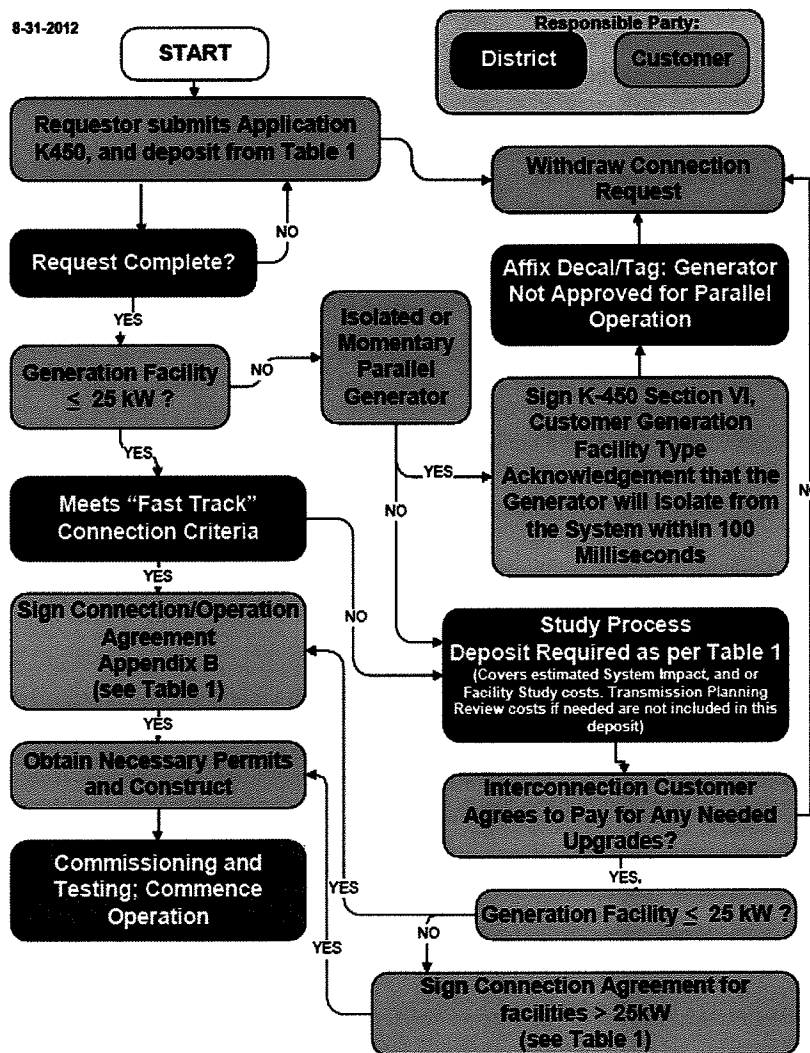 8-31-2012
START
Responsible Party:
District
Customer
Requestor submits Application
K450, and deposit from Table 1
Withdraw Connection
Request
NO
Request Complete?
Affix Decal/Tag: Generator
Not Approved for Parallel
Operation
YES
Isolated or
Momentary
Parallel
Generator
NO
Generation Facility
≤ 25 kW ?
Sign K-450 Section VI,
Customer Generation
Facility Type
Acknowledgement that the
Generator will Isolate from
the System within 100
Milliseconds
YES
YES
NO
Meets “Fast Track”
Connection Criteria
NO
YES
NO
Sign Connection/Operation
Agreement
Appendix B
(see Table 1)
Study Process
Deposit Required as per Table 1
(Covers estimated System Impact, and or
Facility Study costs. Transmission Planning
Review costs if needed are not included in this
deposit)
YES
Obtain Necessary Permits
and Construct
Interconnection Customer
Agrees to Pay for Any Needed
Upgrades?
Commissioning and
Testing; Commence
Operation
YES
YES
Generation Facility ≤ 25 kW ?
YES
NO
Sign Connection Agreement for
facilities > 25kW
(see Table 1)